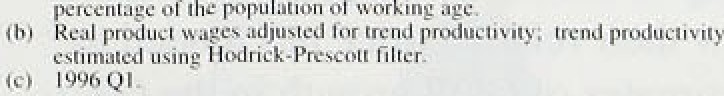 percentage of the population of working age.
(b) Real product wages adjusted for trend productivity; trend productivity
estimated using Hodrick-Prescott filter.
(c) 1996 Q1.